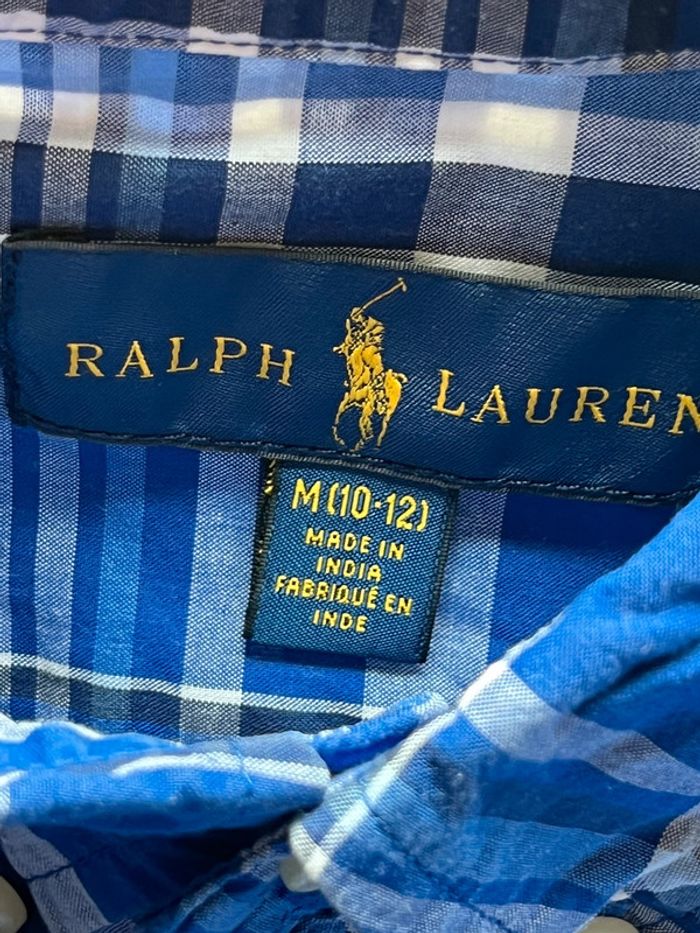 RALPH LAUREN
M(10-12)
MADE IN
INDIA
FABRIQUÉ EN
INDE